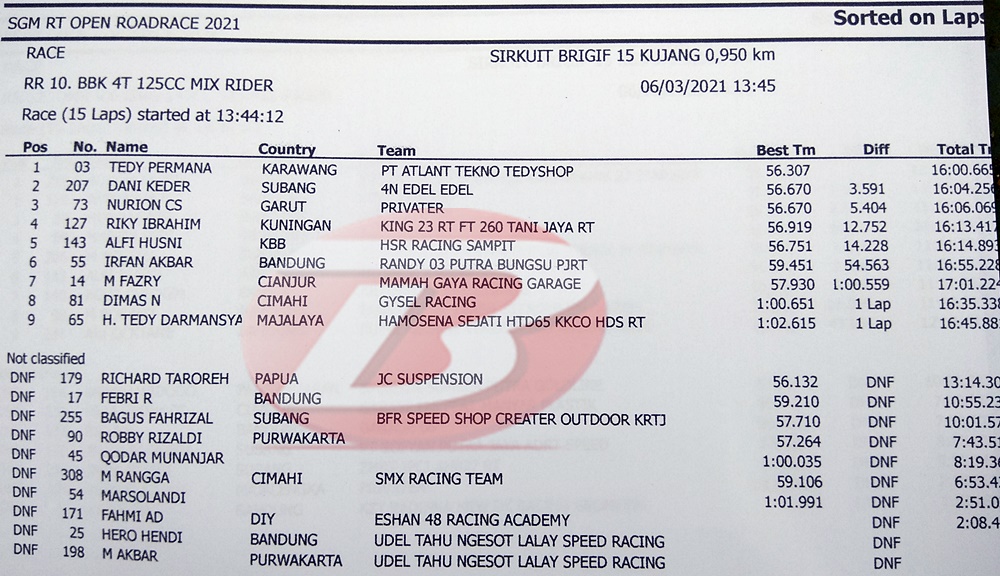 SGM RT OPEN ROADRACE 2021 Sorted on Laps
RACE SIRKUIT BRIGIF 15 KUJANG 0,950 km
RR 10. BBK 4T 125CC MIX RIDER 06/03/2021 13:45
Race (15 Laps) started at 13:44:12
Pos No. Name Country Team Best Tm Diff Total
1 03 TEDY PERMANA KARAWANG PT ATLANT TEKNO TEDYSHOP 56.307 16:00.665
2 207 DANI KEDER SUBANG 4N EDEL EDEL 56.670 3.591 16:04.256
3 73 NURION CS GARUT PRIVATER 56.670 5.404 16:06.069
4 127 RIKY IBRAHIM KUNINGAN KING 23 RT FT 260 TANI JAYA RT 56.919 12.752 16:13.417
5 143 ALFI HUSNI KBB HSR RACING SAMPIT 56.751 14.228 16:14.893
6 55 IRFAN AKBAR BANDUNG RANDY 03 PUTRA BUNGSU PJRT 59.451 54.563 16:55.228
7 14 M FAZRY CIANJUR MAMAH GAYA RACING GARAGE 57.930 1:00.559 17:01.224
8 81 DIMAS N CIMAHI GYSEL RACING 1:00.651 1 Lap 16:35.338
9 65 H. TEDY DARMANSYA MAJALAYA HAMOSENA SEJATI HTD65 KKCO HDS RT 1:02.615 1 Lap 16:45.88
Not classified
DNF 179 RICHARD TAROREH PAPUA JC SUSPENSION 56.132 DNF 13:14.30
DNF 17 FEBRI R BANDUNG 59.210 DNF 10:55.23
DNF 255 BAGUS FAHRIZAL SUBANG BFR SPEED SHOP CREATER OUTDOOR KRTJ 57.710 DNF 10:01.57
DNF 90 ROBBY RIZALDI PURWAKARTA 57.264 DNF 7:43.51
DNF 45 QODAR MUNANJAR 1:00.035 DNF 8:19.36
DNF 308 M RANGGA CIMAHI SMX RACING TEAM 59.106 DNF 6:53.4
DNF 54 MARSOLANDI 1:01.991 DNF 2:51.0
DNF 171 FAHMI AD DIY ESHAN 48 RACING ACADEMY DNF 2:08.4
DNF 25 HERO HENDI BANDUNG UDEL TAHU NGESOT LALAY SPEED RACING DNF
DNF 198 M AKBAR PURWAKARTA UDEL TAHU NGESOT LALAY SPEED RACING DNF